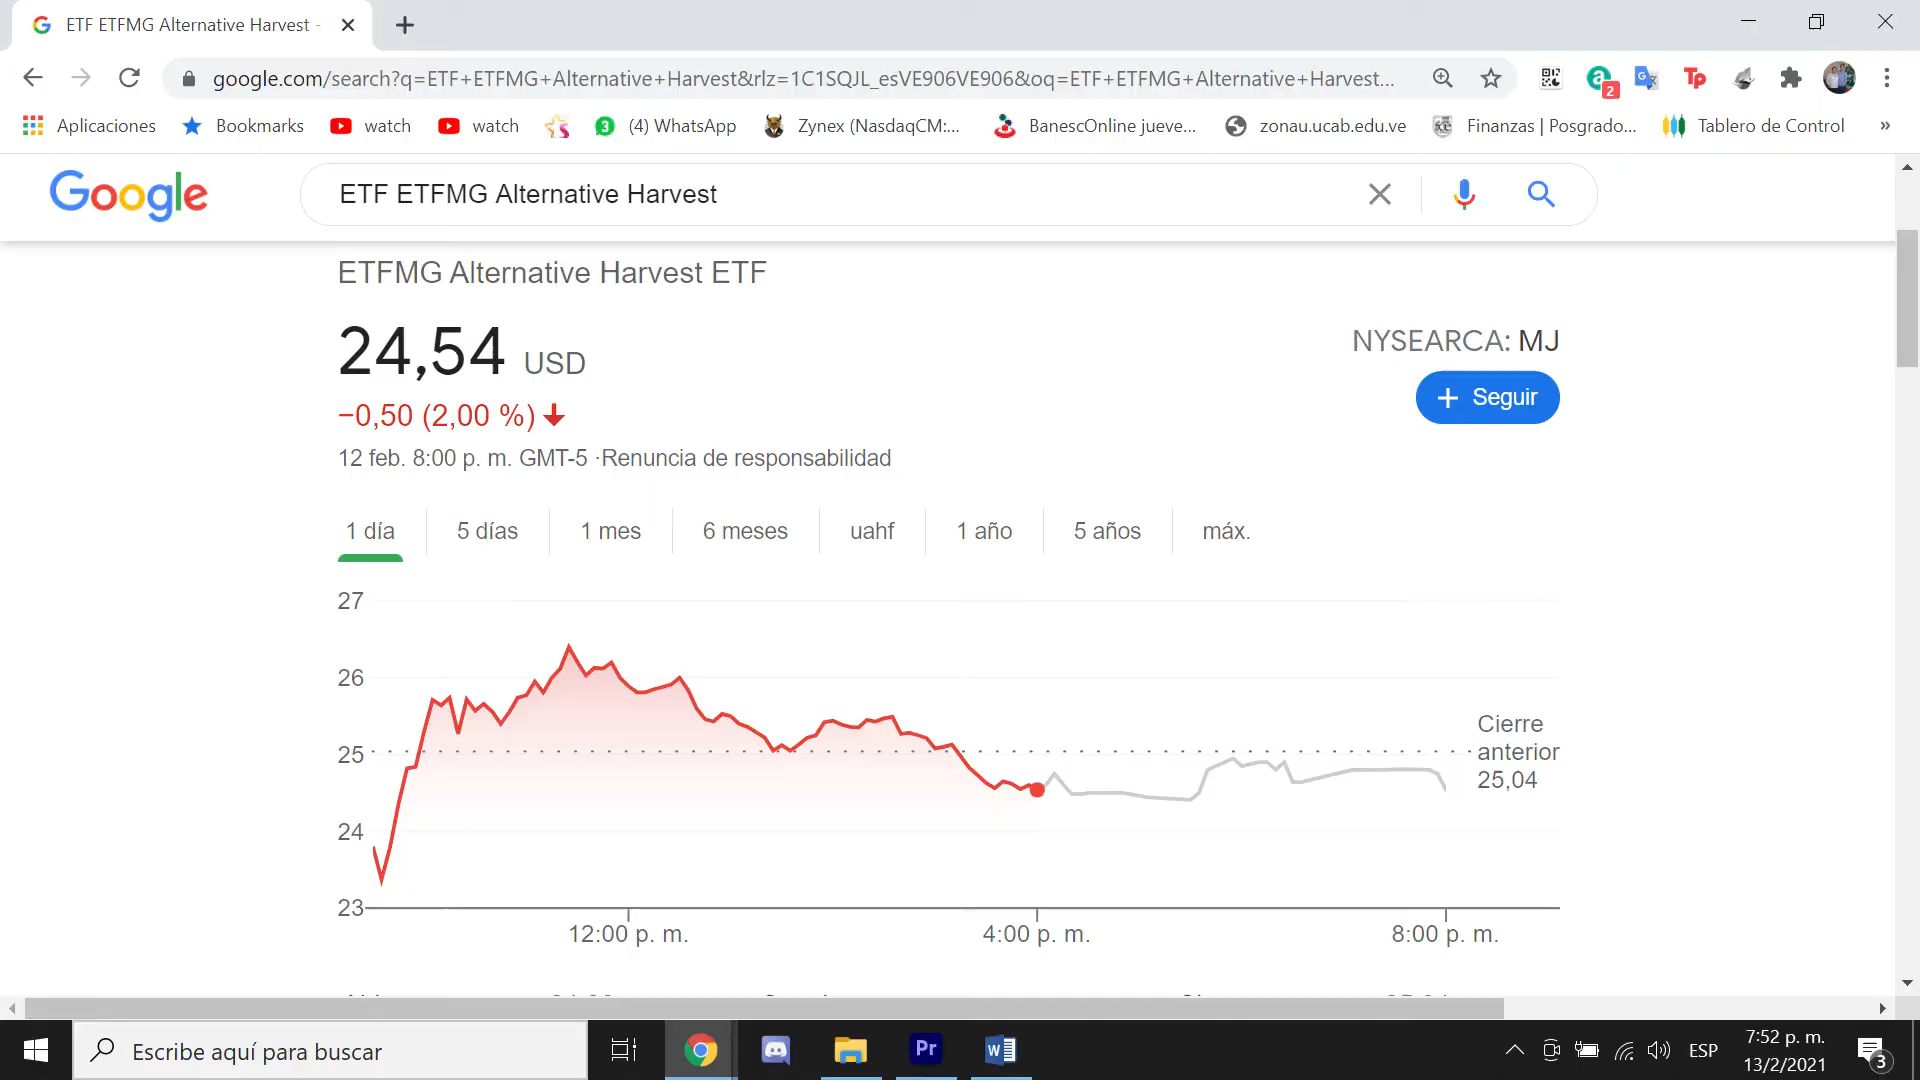 ETF ETFMG Alternative Harvest -
google.com/search?q=ETF+ETFMG+Alternative+Harvest&rlz=1C1SQJL_esVE906VE906&oq=ETF+ETFMG+Alternative+Harvest...
2
Aplicaciones
Bookmarks
watch
watch
3
(4) WhatsApp
Zynex (NasdaqCM:...
BanescOnline jueve...
zonau.ucab.edu.ve
Finanzas | Posgrado...
Tablero de Control
»
Google
ETF ETFMG Alternative Harvest
ETFMG Alternative Harvest ETF
24,54 USD
NYSEARCA: MJ
+ Seguir
−0,50 (2,00 %)
12 feb. 8:00 p. m. GMT-5 ·Renuncia de responsabilidad
1 día
5 días
1 mes
6 meses
uahf
1 año
5 años
máx.
27
26
25
24
23
Cierre
anterior
25,04
12:00 p. m.
4:00 p. m.
8:00 p. m.
Escribe aquí para buscar
Pr
W
ESP
7:52 p. m.
13/2/2021
3